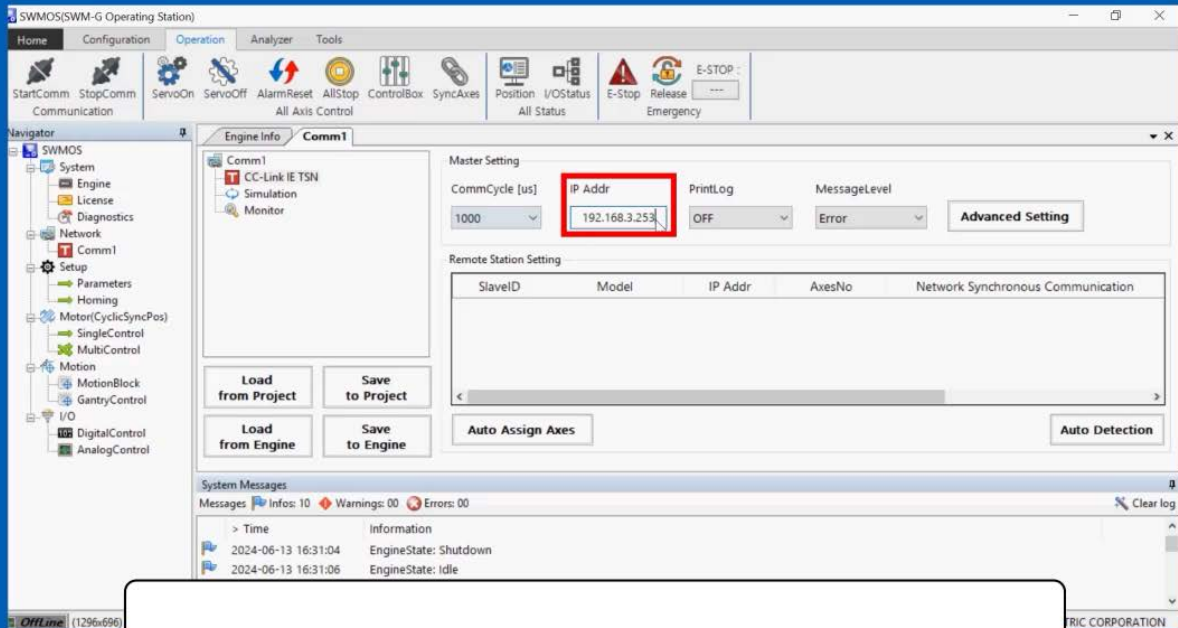 SWMOS(SWM-G Operating Station)
Home Configuration Operation Analyzer Tools
StartComm StopComm ServoOn ServoOff AlarmReset AllStop ControlBox SyncAxes Position I/OStatus E-Stop Release E-STOP : ---
Communication All Axis Control All Status Emergency
Navigator
SWMOS
System
Engine
License
Diagnostics
Network
Comm1
Setup
Parameters
Homing
Motor(CyclicSyncPos)
SingleControl
MultiControl
Motion
MotionBlock
GantryControl
I/O
DigitalControl
AnalogControl
Engine Info Comm1
Comm1
CC-Link IE TSN
Simulation
Monitor
Load from Project
Save to Project
Load from Engine
Save to Engine
Master Setting
CommCycle [us] IP Addr PrintLog MessageLevel
1000 192.168.3.253 OFF Error Advanced Setting
Remote Station Setting
SlaveID Model IP Addr AxesNo Network Synchronous Communication
Auto Assign Axes Auto Detection
System Messages
Messages Infos: 10 Warnings: 00 Errors: 00 Clear log
> Time Information
2024-06-13 16:31:04 EngineState: Shutdown
2024-06-13 16:31:06 EngineState: Idle
OffLine (1296x696) TRIC CORPORATION